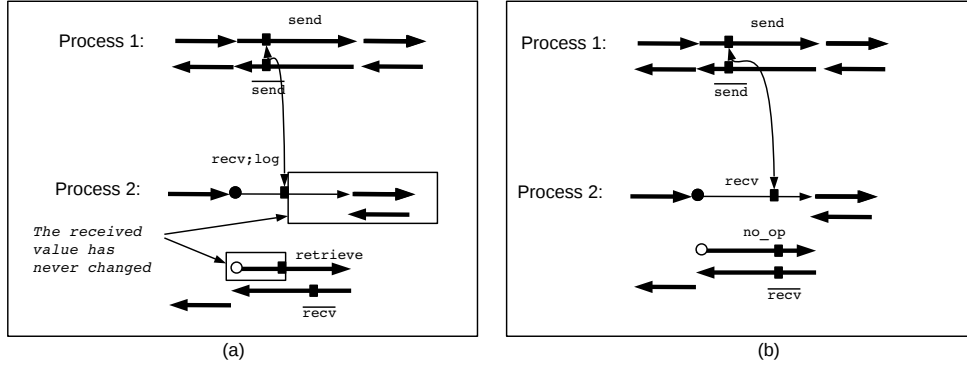 send
Process 1:
send
recv;log
Process 2:
The received
value has
never changed
retrieve
recv
(a)
send
Process 1:
send
recv
Process 2:
no_op
recv
(b)